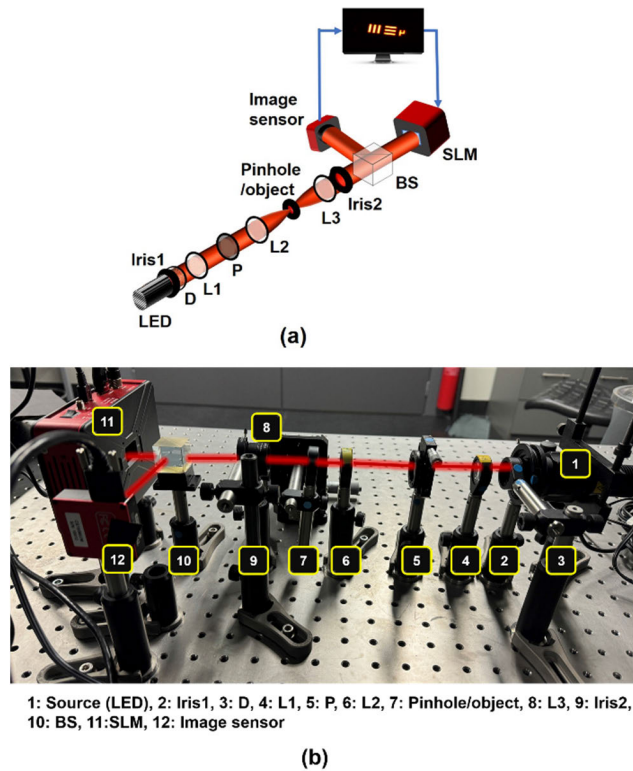 Image
sensor
SLM
Pinhole
/object
BS
Iris2
L3
L2
Iris1
P
L1
D
LED
(a)
11
8
1
12
10
9
7
6
5
4
2
3
1: Source (LED), 2: Iris1, 3: D, 4: L1, 5: P, 6: L2, 7: Pinhole/object, 8: L3, 9: Iris2,
10: BS, 11:SLM, 12: Image sensor
(b)